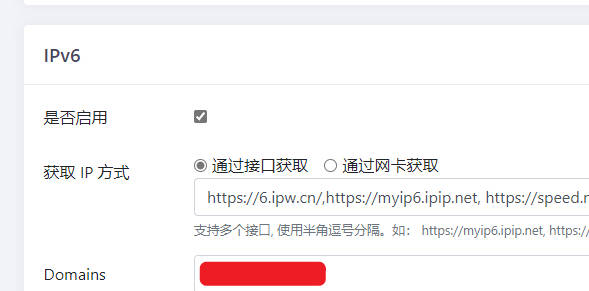 IPv6
是否启用
获取 IP 方式
通过接口获取 通过网卡获取
https://6.ipw.cn/,https://myip6.ipip.net, https://speed.n
支持多个接口, 使用半角逗号分隔。如： https://myip6.ipip.net, https:/
Domains